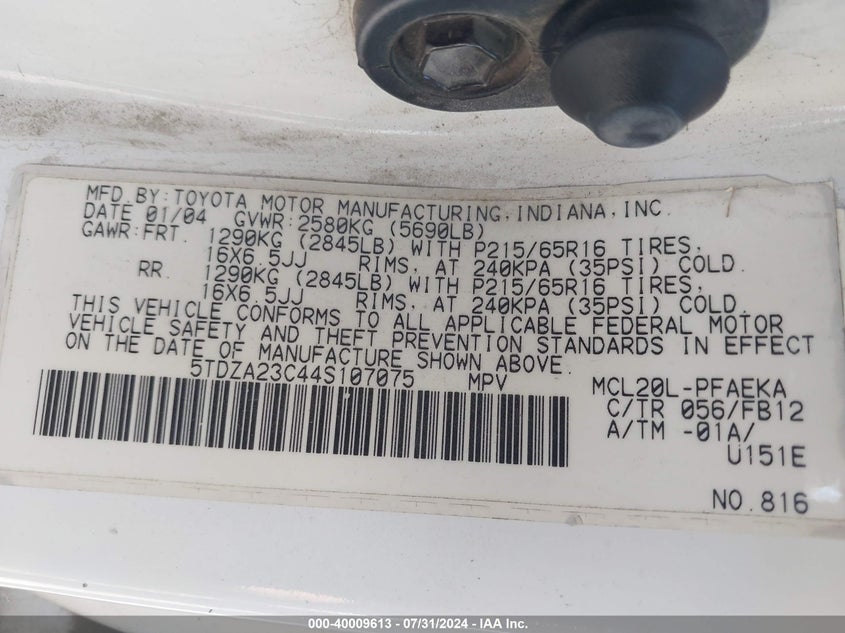 MFD. BY: TOYOTA MOTOR MANUFACTURING, INDIANA, INC.
DATE 01/04 GVWR: 2580KG (5690LB)
GAWR: FRT. 1290KG (2845LB) WITH P215/65R16 TIRES,
16X6.5JJ RIMS, AT 240KPA (35PSI) COLD.
RR. 1290KG (2845LB) WITH P215/65R16 TIRES,
16X6.5JJ RIMS, AT 240KPA (35PSI) COLD.
THIS VEHICLE CONFORMS TO ALL APPLICABLE FEDERAL MOTOR
VEHICLE SAFETY AND THEFT PREVENTION STANDARDS IN EFFECT
ON THE DATE OF MANUFACTURE SHOWN ABOVE.
5TDZA23C44S107075 MPV
MCL20L-PFAEKA
C/TR 056/FB12
A/TM -01A/
U151E
NO. 816
000-40009613 - 07/31/2024 - IAA Inc.